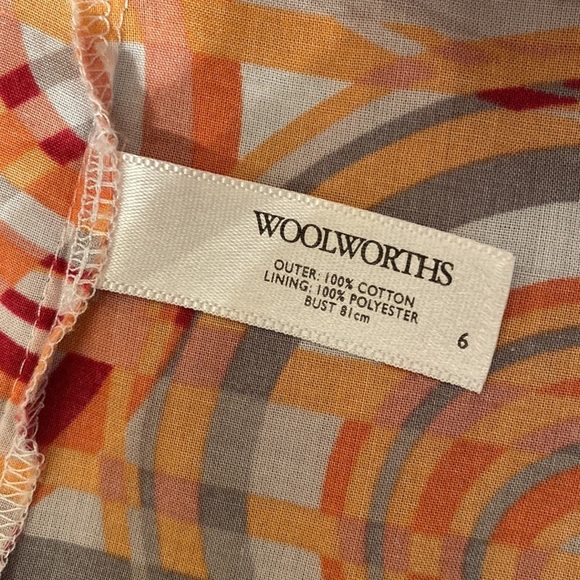 WOOLWORTHS
OUTER: 100% COTTON
LINING: 100% POLYESTER
BUST 81cm
6